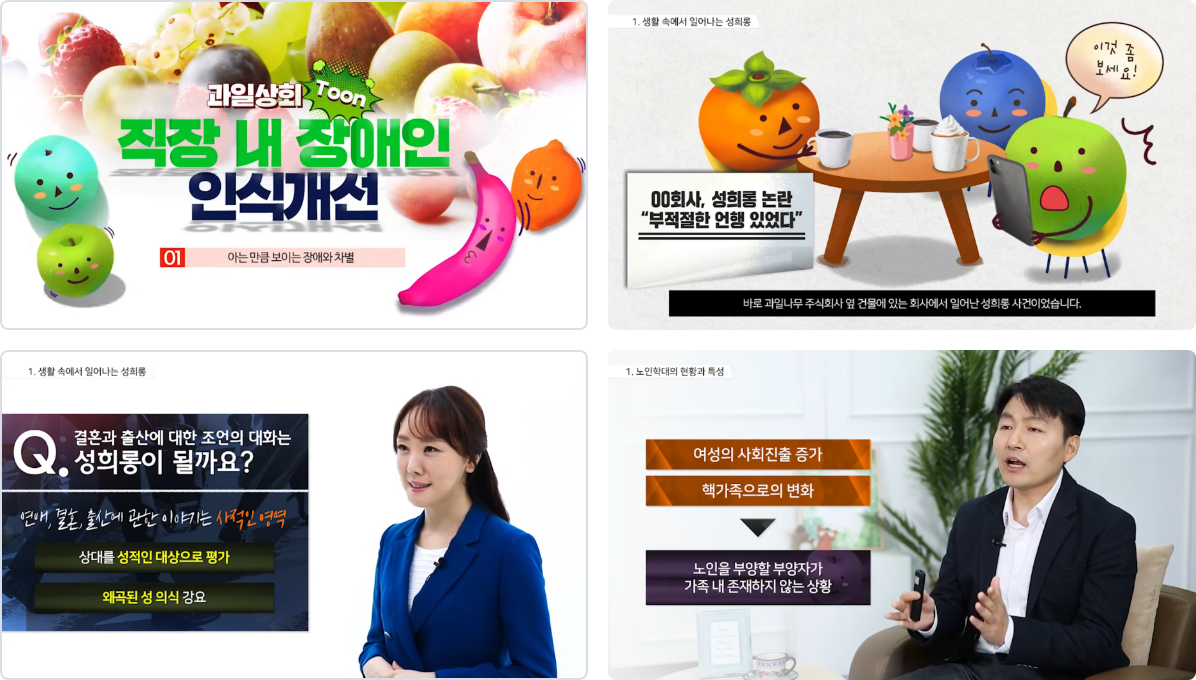 과일상회 Toon
직장 내 장애인
인식개선
01 아는 만큼 보이는 장애와 차별
1. 생활 속에서 일어나는 성희롱
이것 좀
보세요!
00회사, 성희롱 논란
“부적절한 언행 있었다”
바로 과일나무 주식회사 옆 건물에 있는 회사에서 일어난 성희롱 사건이었습니다.
1. 생활 속에서 일어나는 성희롱
Q. 결혼과 출산에 대한 조언의 대화는
성희롱이 될까요?
연애, 결혼, 출산에 관한 이야기는 사적인 영역
상대를 성적인 대상으로 평가
왜곡된 성 의식 강요
1. 노인학대의 현황과 특성
여성의 사회진출 증가
핵가족으로의 변화
노인을 부양할 부양자가
가족 내 존재하지 않는 상황